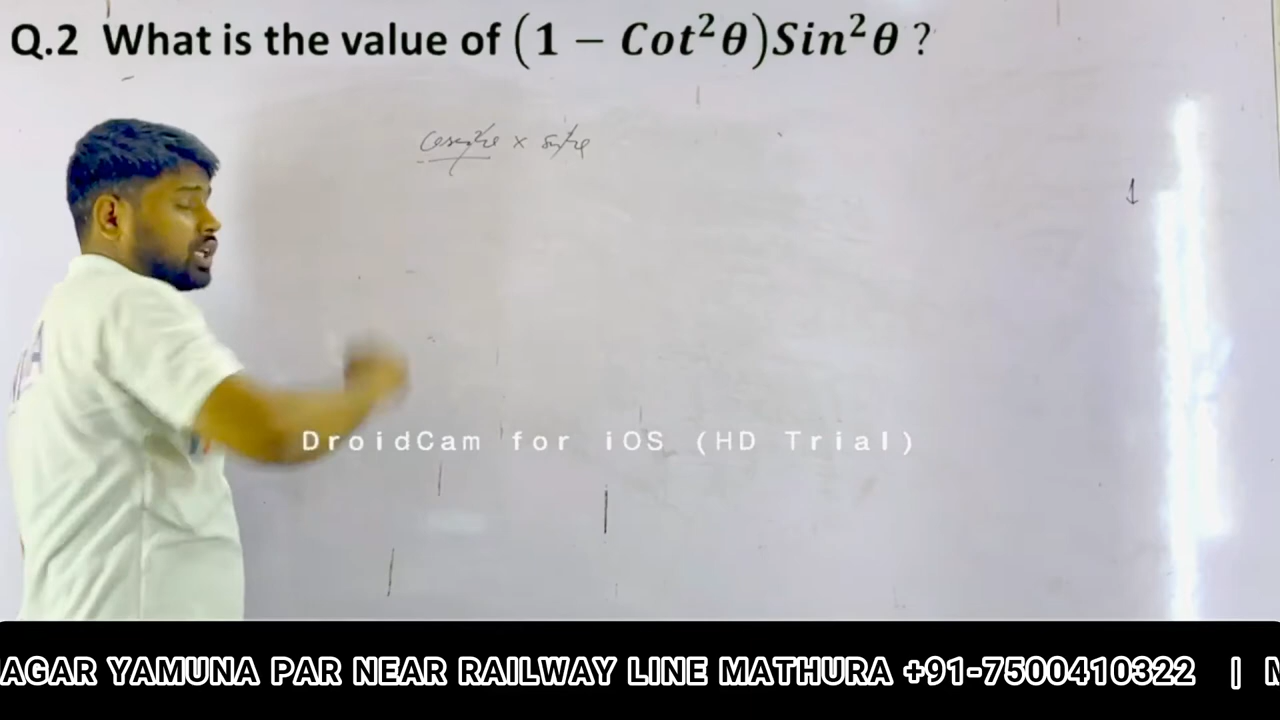 Q.2 What is the value of (1 − Cot²θ)Sin²θ ?
×
DroidCam for iOS (HD Trial)
NAGAR YAMUNA PAR NEAR RAILWAY LINE MATHURA +91-7500410322 | M